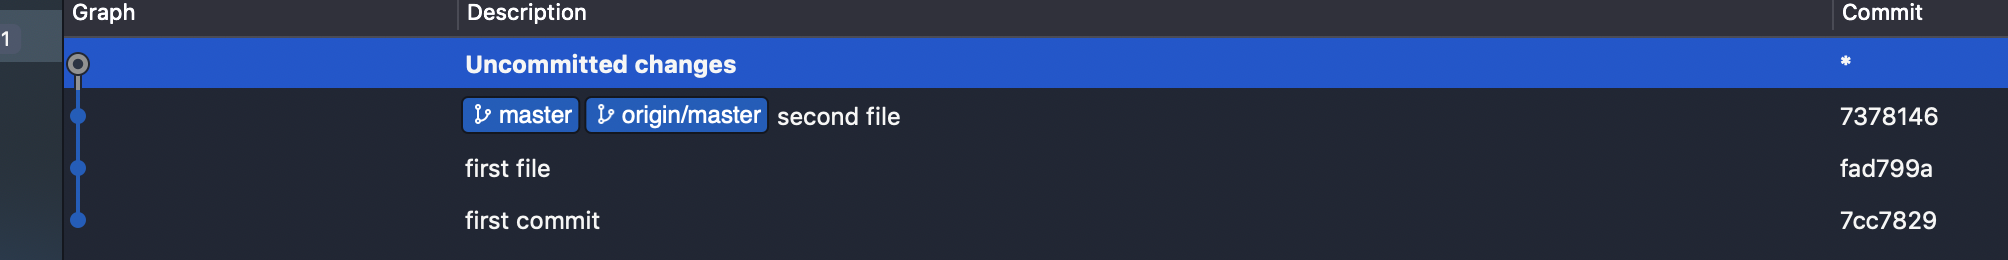 Graph Description Commit
1
Uncommitted changes *
master origin/master second file 7378146
first file fad799a
first commit 7cc7829